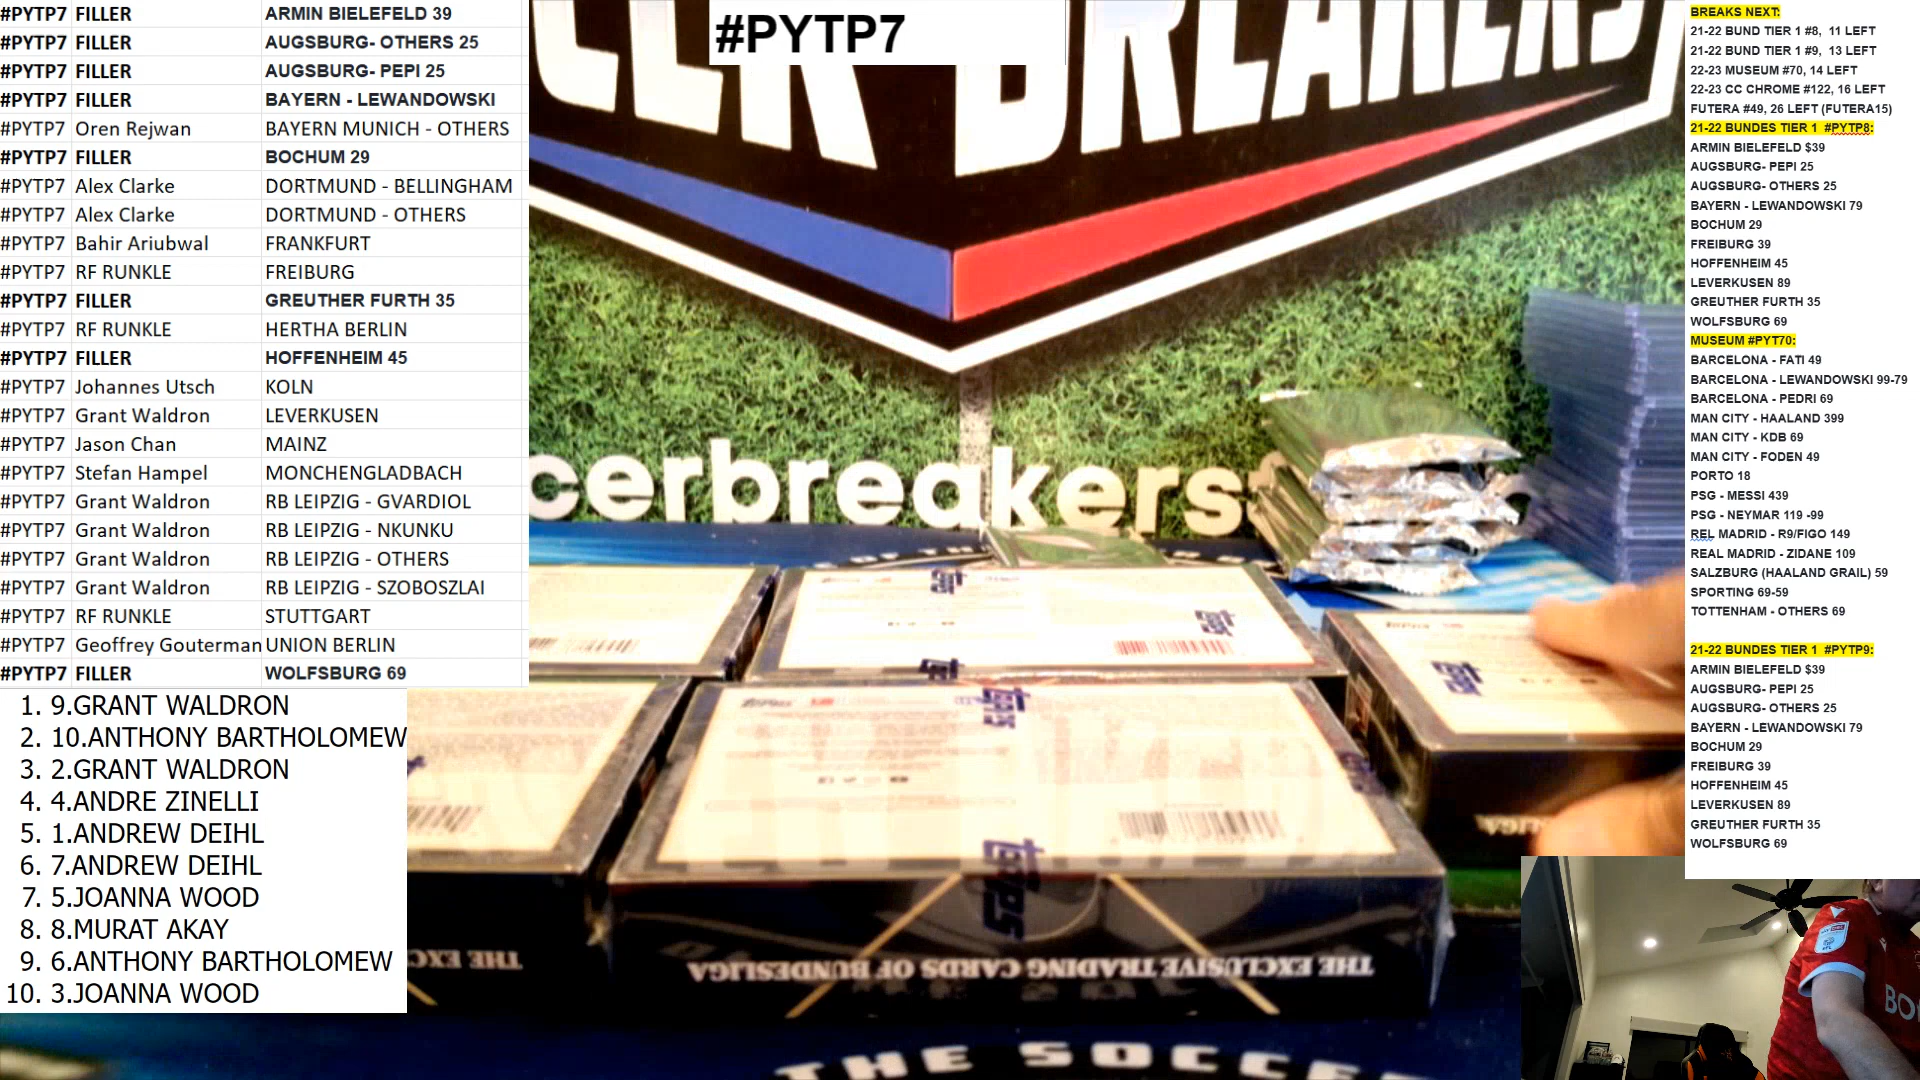 #PYTP7 FILLER ARMIN BIELEFELD 39
#PYTP7 FILLER AUGSBURG- OTHERS 25
#PYTP7 FILLER AUGSBURG- PEPI 25
#PYTP7 FILLER BAYERN - LEWANDOWSKI
#PYTP7 Oren Rejwan BAYERN MUNICH - OTHERS
#PYTP7 FILLER BOCHUM 29
#PYTP7 Alex Clarke DORTMUND - BELLINGHAM
#PYTP7 Alex Clarke DORTMUND - OTHERS
#PYTP7 Bahir Ariubwal FRANKFURT
#PYTP7 RF RUNKLE FREIBURG
#PYTP7 FILLER GREUTHER FURTH 35
#PYTP7 RF RUNKLE HERTHA BERLIN
#PYTP7 FILLER HOFFENHEIM 45
#PYTP7 Johannes Utsch KOLN
#PYTP7 Grant Waldron LEVERKUSEN
#PYTP7 Jason Chan MAINZ
#PYTP7 Stefan Hampel MONCHENGLADBACH
#PYTP7 Grant Waldron RB LEIPZIG - GVARDIOL
#PYTP7 Grant Waldron RB LEIPZIG - NKUNKU
#PYTP7 Grant Waldron RB LEIPZIG - OTHERS
#PYTP7 Grant Waldron RB LEIPZIG - SZOBOSZLAI
#PYTP7 RF RUNKLE STUTTGART
#PYTP7 Geoffrey Gouterman UNION BERLIN
#PYTP7 FILLER WOLFSBURG 69
1. 9.GRANT WALDRON
2. 10.ANTHONY BARTHOLOMEW
3. 2.GRANT WALDRON
4. 4.ANDRE ZINELLI
5. 1.ANDREW DEIHL
6. 7.ANDREW DEIHL
7. 5.JOANNA WOOD
8. 8.MURAT AKAY
9. 6.ANTHONY BARTHOLOMEW
10. 3.JOANNA WOOD
#PYTP7
BREAKERS
cerbreakers
topps
THE EXCLUSIVE TRADING CARDS OF BUNDESLIGA
THE EXC
THE SOCCE
BREAKS NEXT:
21-22 BUND TIER 1 #8, 11 LEFT
21-22 BUND TIER 1 #9, 13 LEFT
22-23 MUSEUM #70, 14 LEFT
22-23 CC CHROME #122, 16 LEFT
FUTERA #49, 26 LEFT (FUTERA15)
21-22 BUNDES TIER 1 #PYTP8:
ARMIN BIELEFELD $39
AUGSBURG- PEPI 25
AUGSBURG- OTHERS 25
BAYERN - LEWANDOWSKI 79
BOCHUM 29
FREIBURG 39
HOFFENHEIM 45
LEVERKUSEN 89
GREUTHER FURTH 35
WOLFSBURG 69
MUSEUM #PYT70:
BARCELONA - FATI 49
BARCELONA - LEWANDOWSKI 99-79
BARCELONA - PEDRI 69
MAN CITY - HAALAND 399
MAN CITY - KDB 69
MAN CITY - FODEN 49
PORTO 18
PSG - MESSI 439
PSG - NEYMAR 119 -99
REL MADRID - R9/FIGO 149
REAL MADRID - ZIDANE 109
SALZBURG (HAALAND GRAIL) 59
SPORTING 69-59
TOTTENHAM - OTHERS 69
21-22 BUNDES TIER 1 #PYTP9:
ARMIN BIELEFELD $39
AUGSBURG- PEPI 25
AUGSBURG- OTHERS 25
BAYERN - LEWANDOWSKI 79
BOCHUM 29
FREIBURG 39
HOFFENHEIM 45
LEVERKUSEN 89
GREUTHER FURTH 35
WOLFSBURG 69